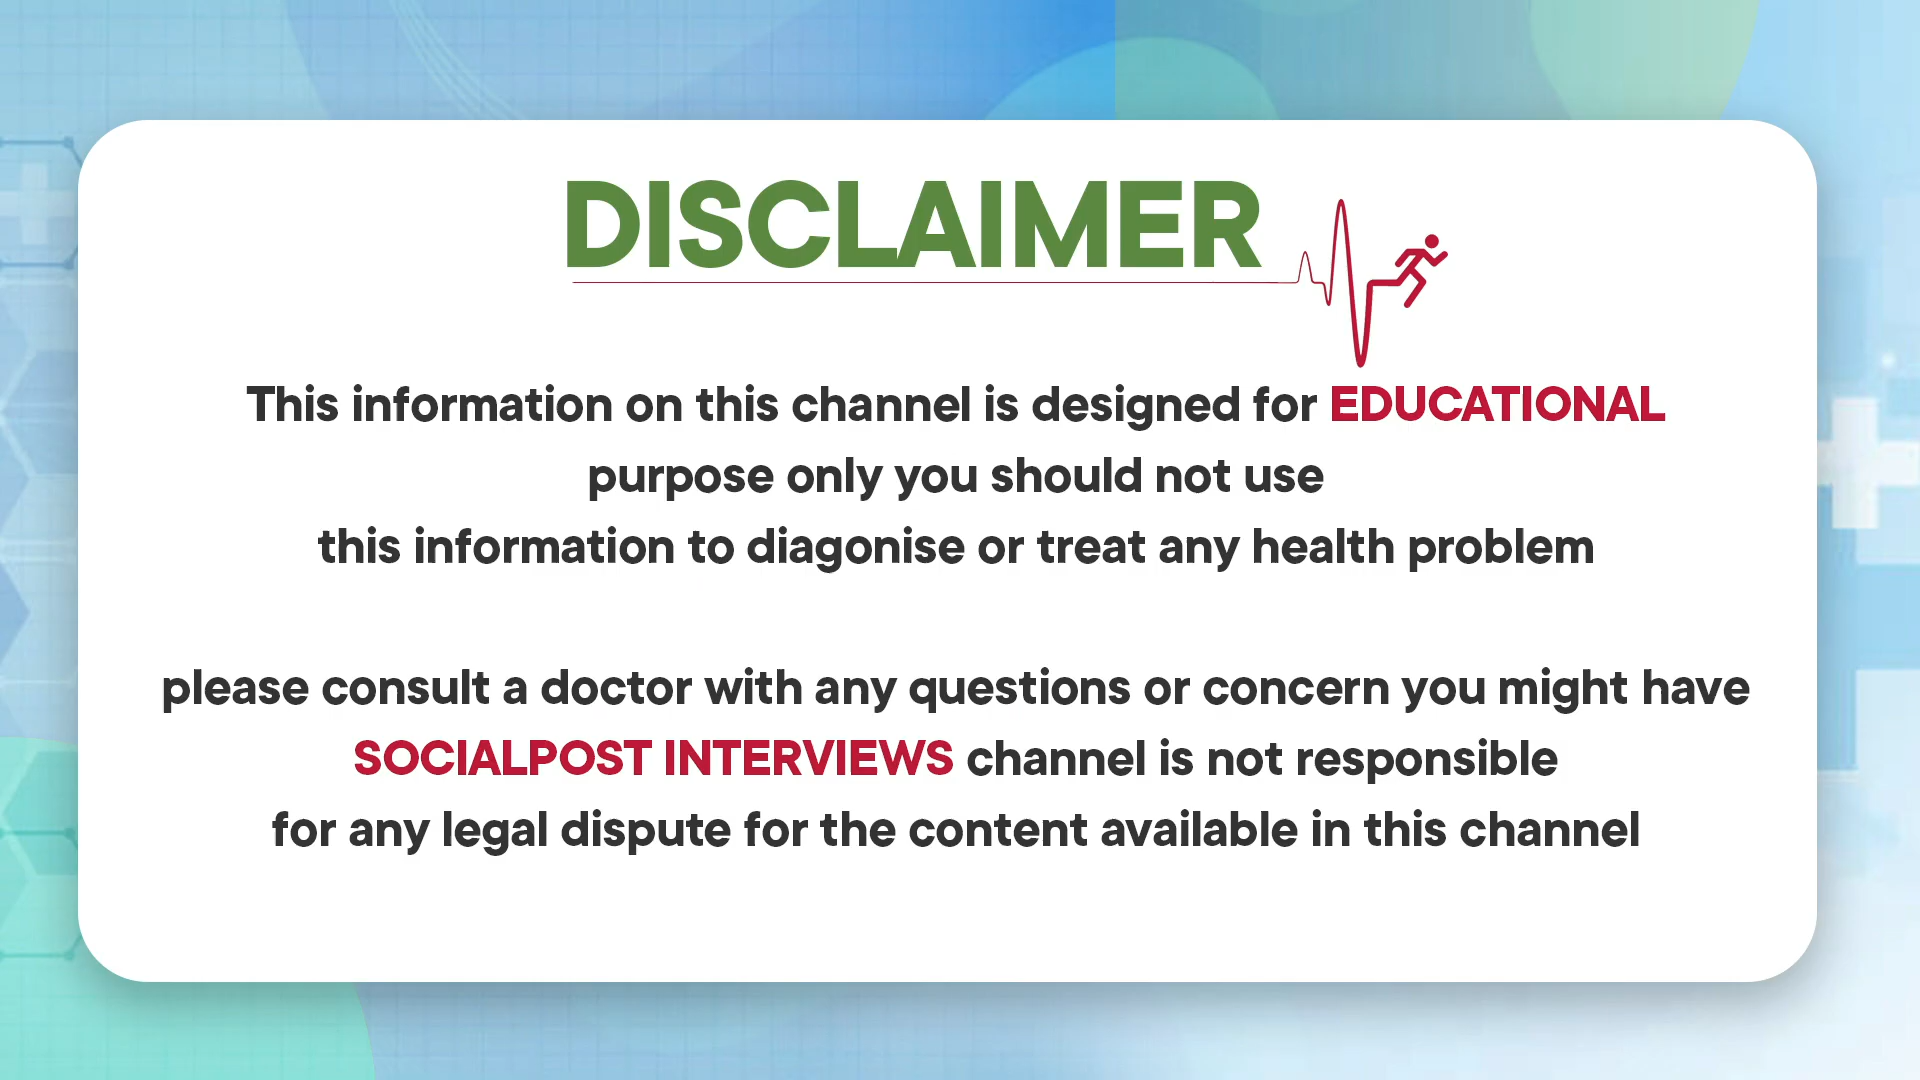 DISCLAIMER
This information on this channel is designed for EDUCATIONAL
purpose only you should not use
this information to diagonise or treat any health problem
please consult a doctor with any questions or concern you might have
SOCIALPOST INTERVIEWS channel is not responsible
for any legal dispute for the content available in this channel